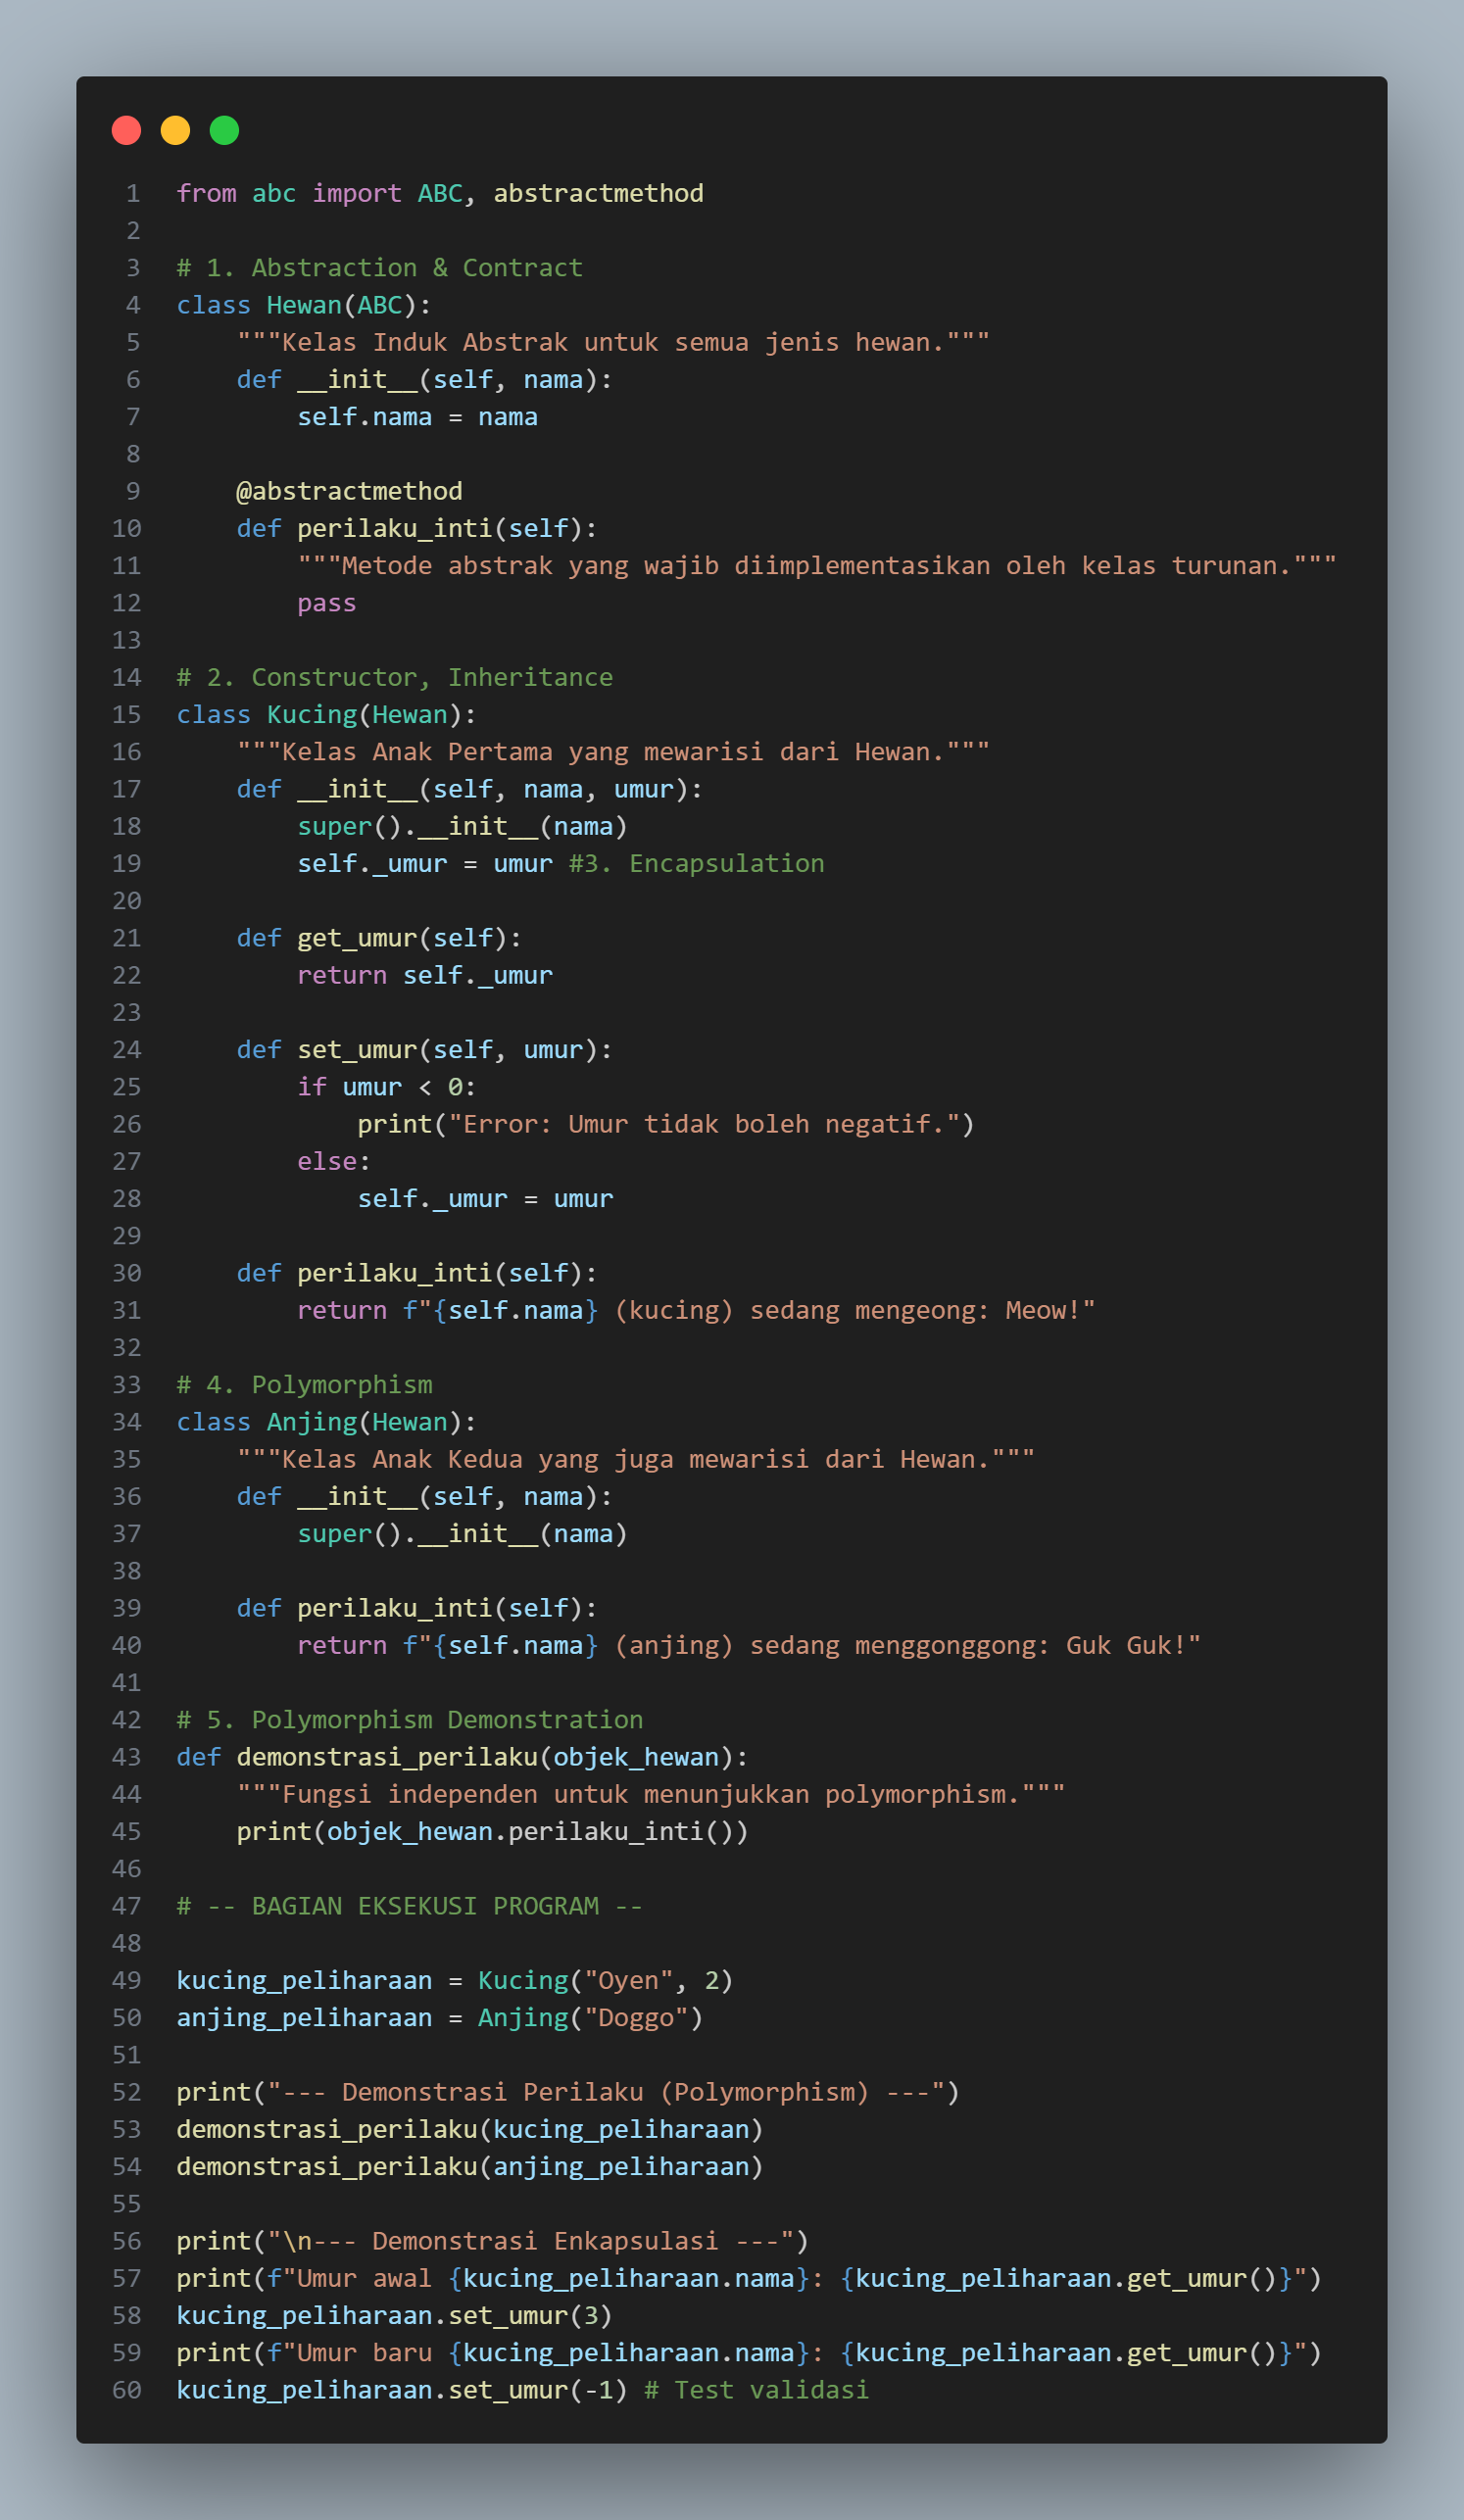 1 from abc import ABC, abstractmethod
2
3 # 1. Abstraction & Contract
4 class Hewan(ABC):
5     """Kelas Induk Abstrak untuk semua jenis hewan."""
6     def __init__(self, nama):
7         self.nama = nama
8
9     @abstractmethod
10     def perilaku_inti(self):
11         """Metode abstrak yang wajib diimplementasikan oleh kelas turunan."""
12         pass
13
14 # 2. Constructor, Inheritance
15 class Kucing(Hewan):
16     """Kelas Anak Pertama yang mewarisi dari Hewan."""
17     def __init__(self, nama, umur):
18         super().__init__(nama)
19         self._umur = umur #3. Encapsulation
20
21     def get_umur(self):
22         return self._umur
23
24     def set_umur(self, umur):
25         if umur < 0:
26             print("Error: Umur tidak boleh negatif.")
27         else:
28             self._umur = umur
29
30     def perilaku_inti(self):
31         return f"{self.nama} (kucing) sedang mengeong: Meow!"
32
33 # 4. Polymorphism
34 class Anjing(Hewan):
35     """Kelas Anak Kedua yang juga mewarisi dari Hewan."""
36     def __init__(self, nama):
37         super().__init__(nama)
38
39     def perilaku_inti(self):
40         return f"{self.nama} (anjing) sedang menggonggong: Guk Guk!"
41
42 # 5. Polymorphism Demonstration
43 def demonstrasi_perilaku(objek_hewan):
44     """Fungsi independen untuk menunjukkan polymorphism."""
45     print(objek_hewan.perilaku_inti())
46
47 # -- BAGIAN EKSEKUSI PROGRAM --
48
49 kucing_peliharaan = Kucing("Oyen", 2)
50 anjing_peliharaan = Anjing("Doggo")
51
52 print("--- Demonstrasi Perilaku (Polymorphism) ---")
53 demonstrasi_perilaku(kucing_peliharaan)
54 demonstrasi_perilaku(anjing_peliharaan)
55
56 print("\n--- Demonstrasi Enkapsulasi ---")
57 print(f"Umur awal {kucing_peliharaan.nama}: {kucing_peliharaan.get_umur()}")
58 kucing_peliharaan.set_umur(3)
59 print(f"Umur baru {kucing_peliharaan.nama}: {kucing_peliharaan.get_umur()}")
60 kucing_peliharaan.set_umur(-1) # Test validasi